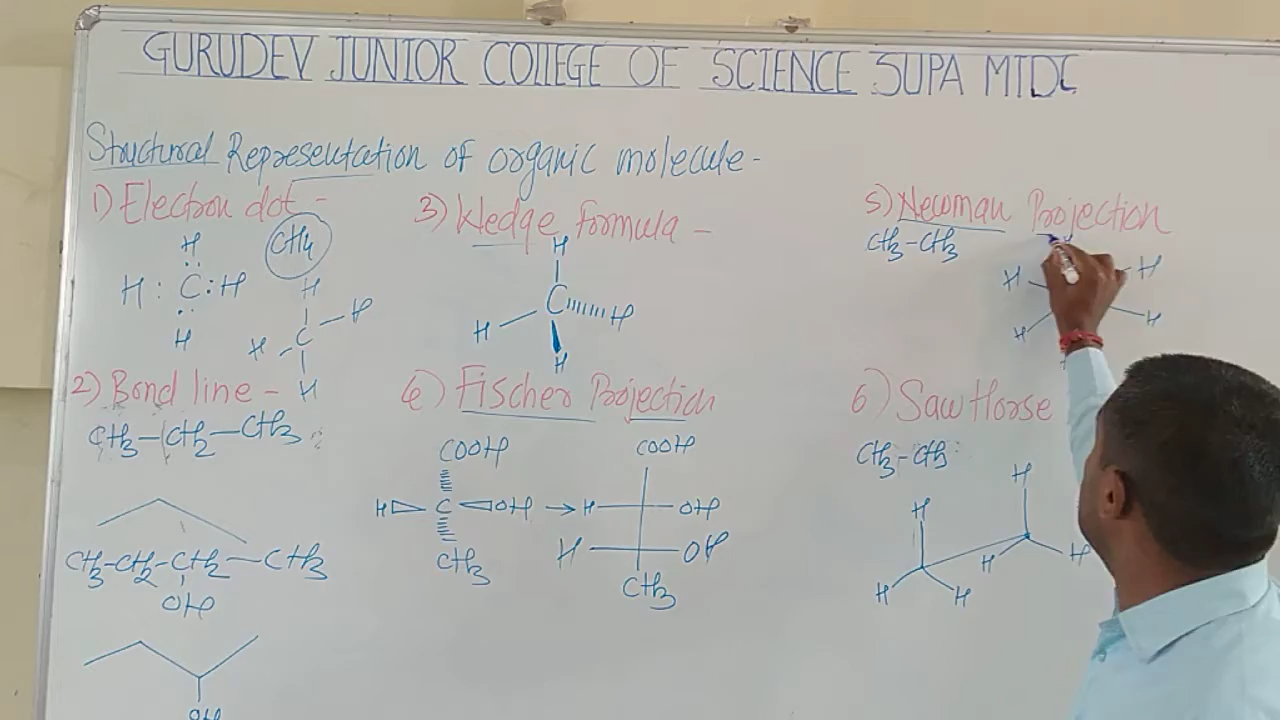 GURUDEV JUNIOR COllEGE OF SCIENCE SUPA MIDC
Structural Representation of organic molecule -
1) Electron dot -
CH4
H
H : C : H
H
H
C H
H
H
2) Bond line -
CH3-CH2-CH3
CH3-CH2-CH2-CH3
OH
OH
3) Wedge formula -
H
C H
H
H
4) Fischer Projection
COOH
H C OH → H OH
CH3
COOH
H OH
CH3
5) Newman Projection
CH3-CH3
H H
H H
6) Saw Horse
CH3-CH3
H H
H H
H H